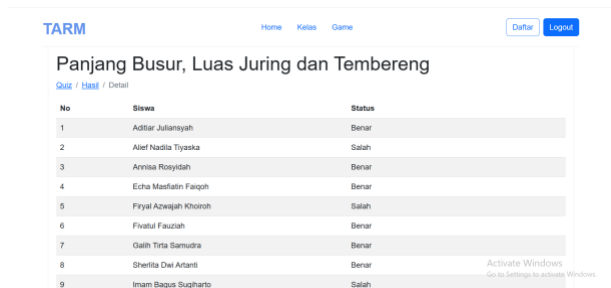 TARM Home Kelas Game Daftar Logout
Panjang Busur, Luas Juring dan Tembereng
Quiz / Hasil / Detail
No Siswa Status
1 Aditiar Juliansyah Benar
2 Alief Nadila Tiyaska Salah
3 Annisa Rosyidah Benar
4 Echa Masfiatin Faiqoh Benar
5 Firyal Azwajah Khoiroh Salah
6 Fivatul Fauziah Benar
7 Galih Tirta Samudra Benar
8 Sherlita Dwi Artanti Benar
Activate Windows
Go to Settings to activate Windows.
9 Imam Bagus Sugiharto Salah